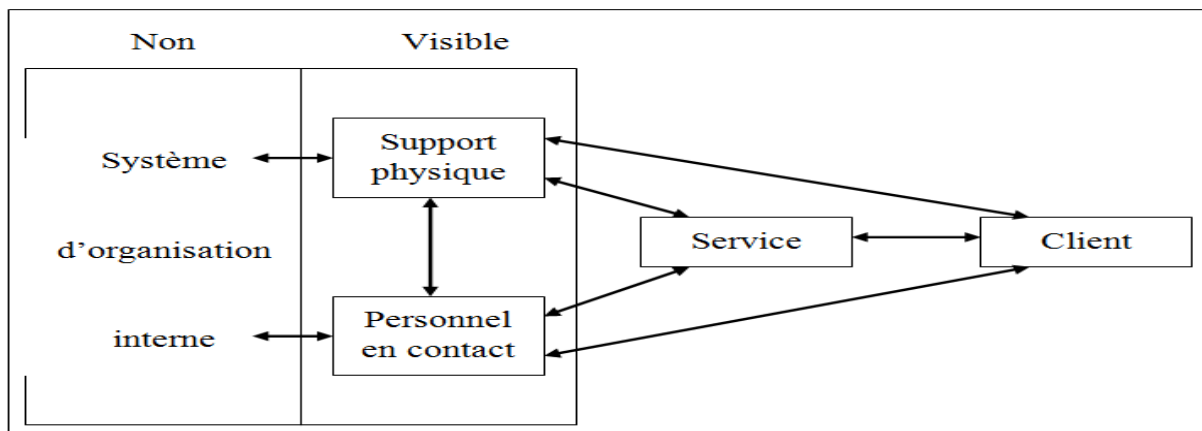 Non
Visible
Support
physique
Système
d’organisation
Service
Client
interne
Personnel
en contact